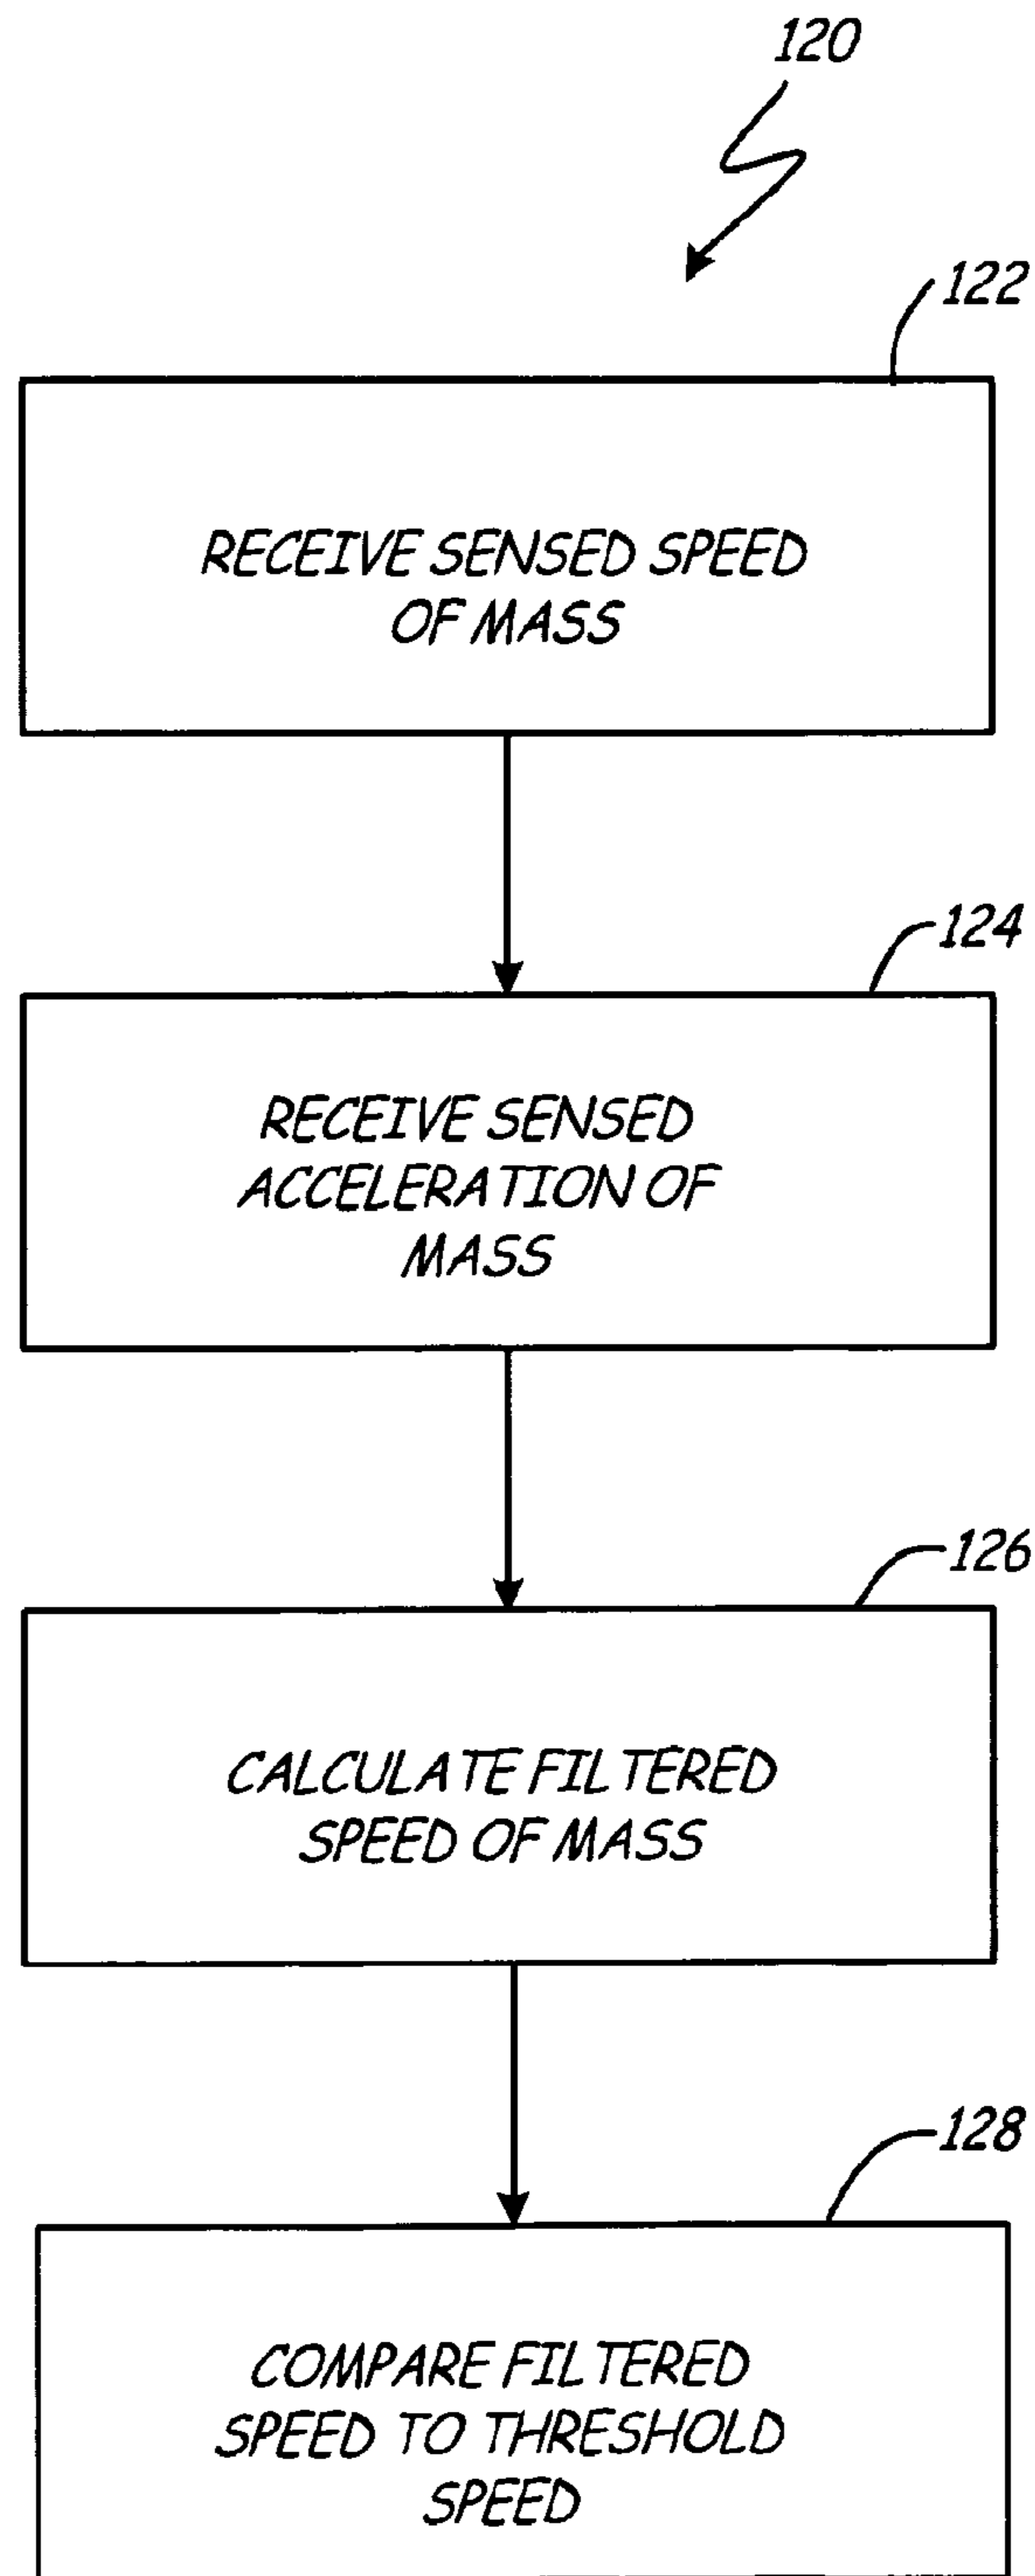 120
122
RECEIVE SENSED SPEED
OF MASS
124
RECEIVE SENSED
ACCELERATION OF
MASS
126
CALCULATE FILTERED
SPEED OF MASS
128
COMPARE FILTERED
SPEED TO THRESHOLD
SPEED